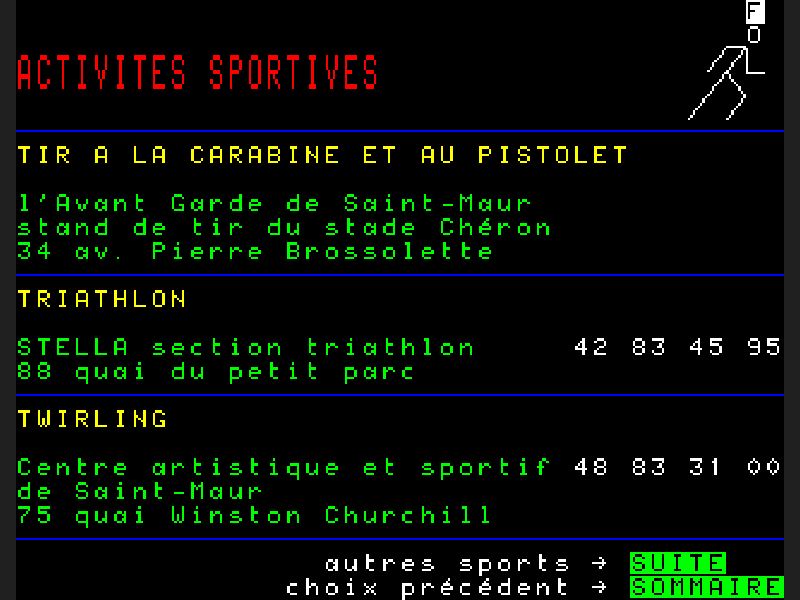 F
ACTIVITES SPORTIVES
TIR A LA CARABINE ET AU PISTOLET
l'Avant Garde de Saint-Maur
stand de tir du stade Chéron
34 av. Pierre Brossolette
TRIATHLON
STELLA section triathlon 42 83 45 95
88 quai du petit parc
TWIRLING
Centre artistique et sportif 48 83 31 00
de Saint-Maur
75 quai Winston Churchill
autres sports → SUITE
choix précédent → SOMMAIRE